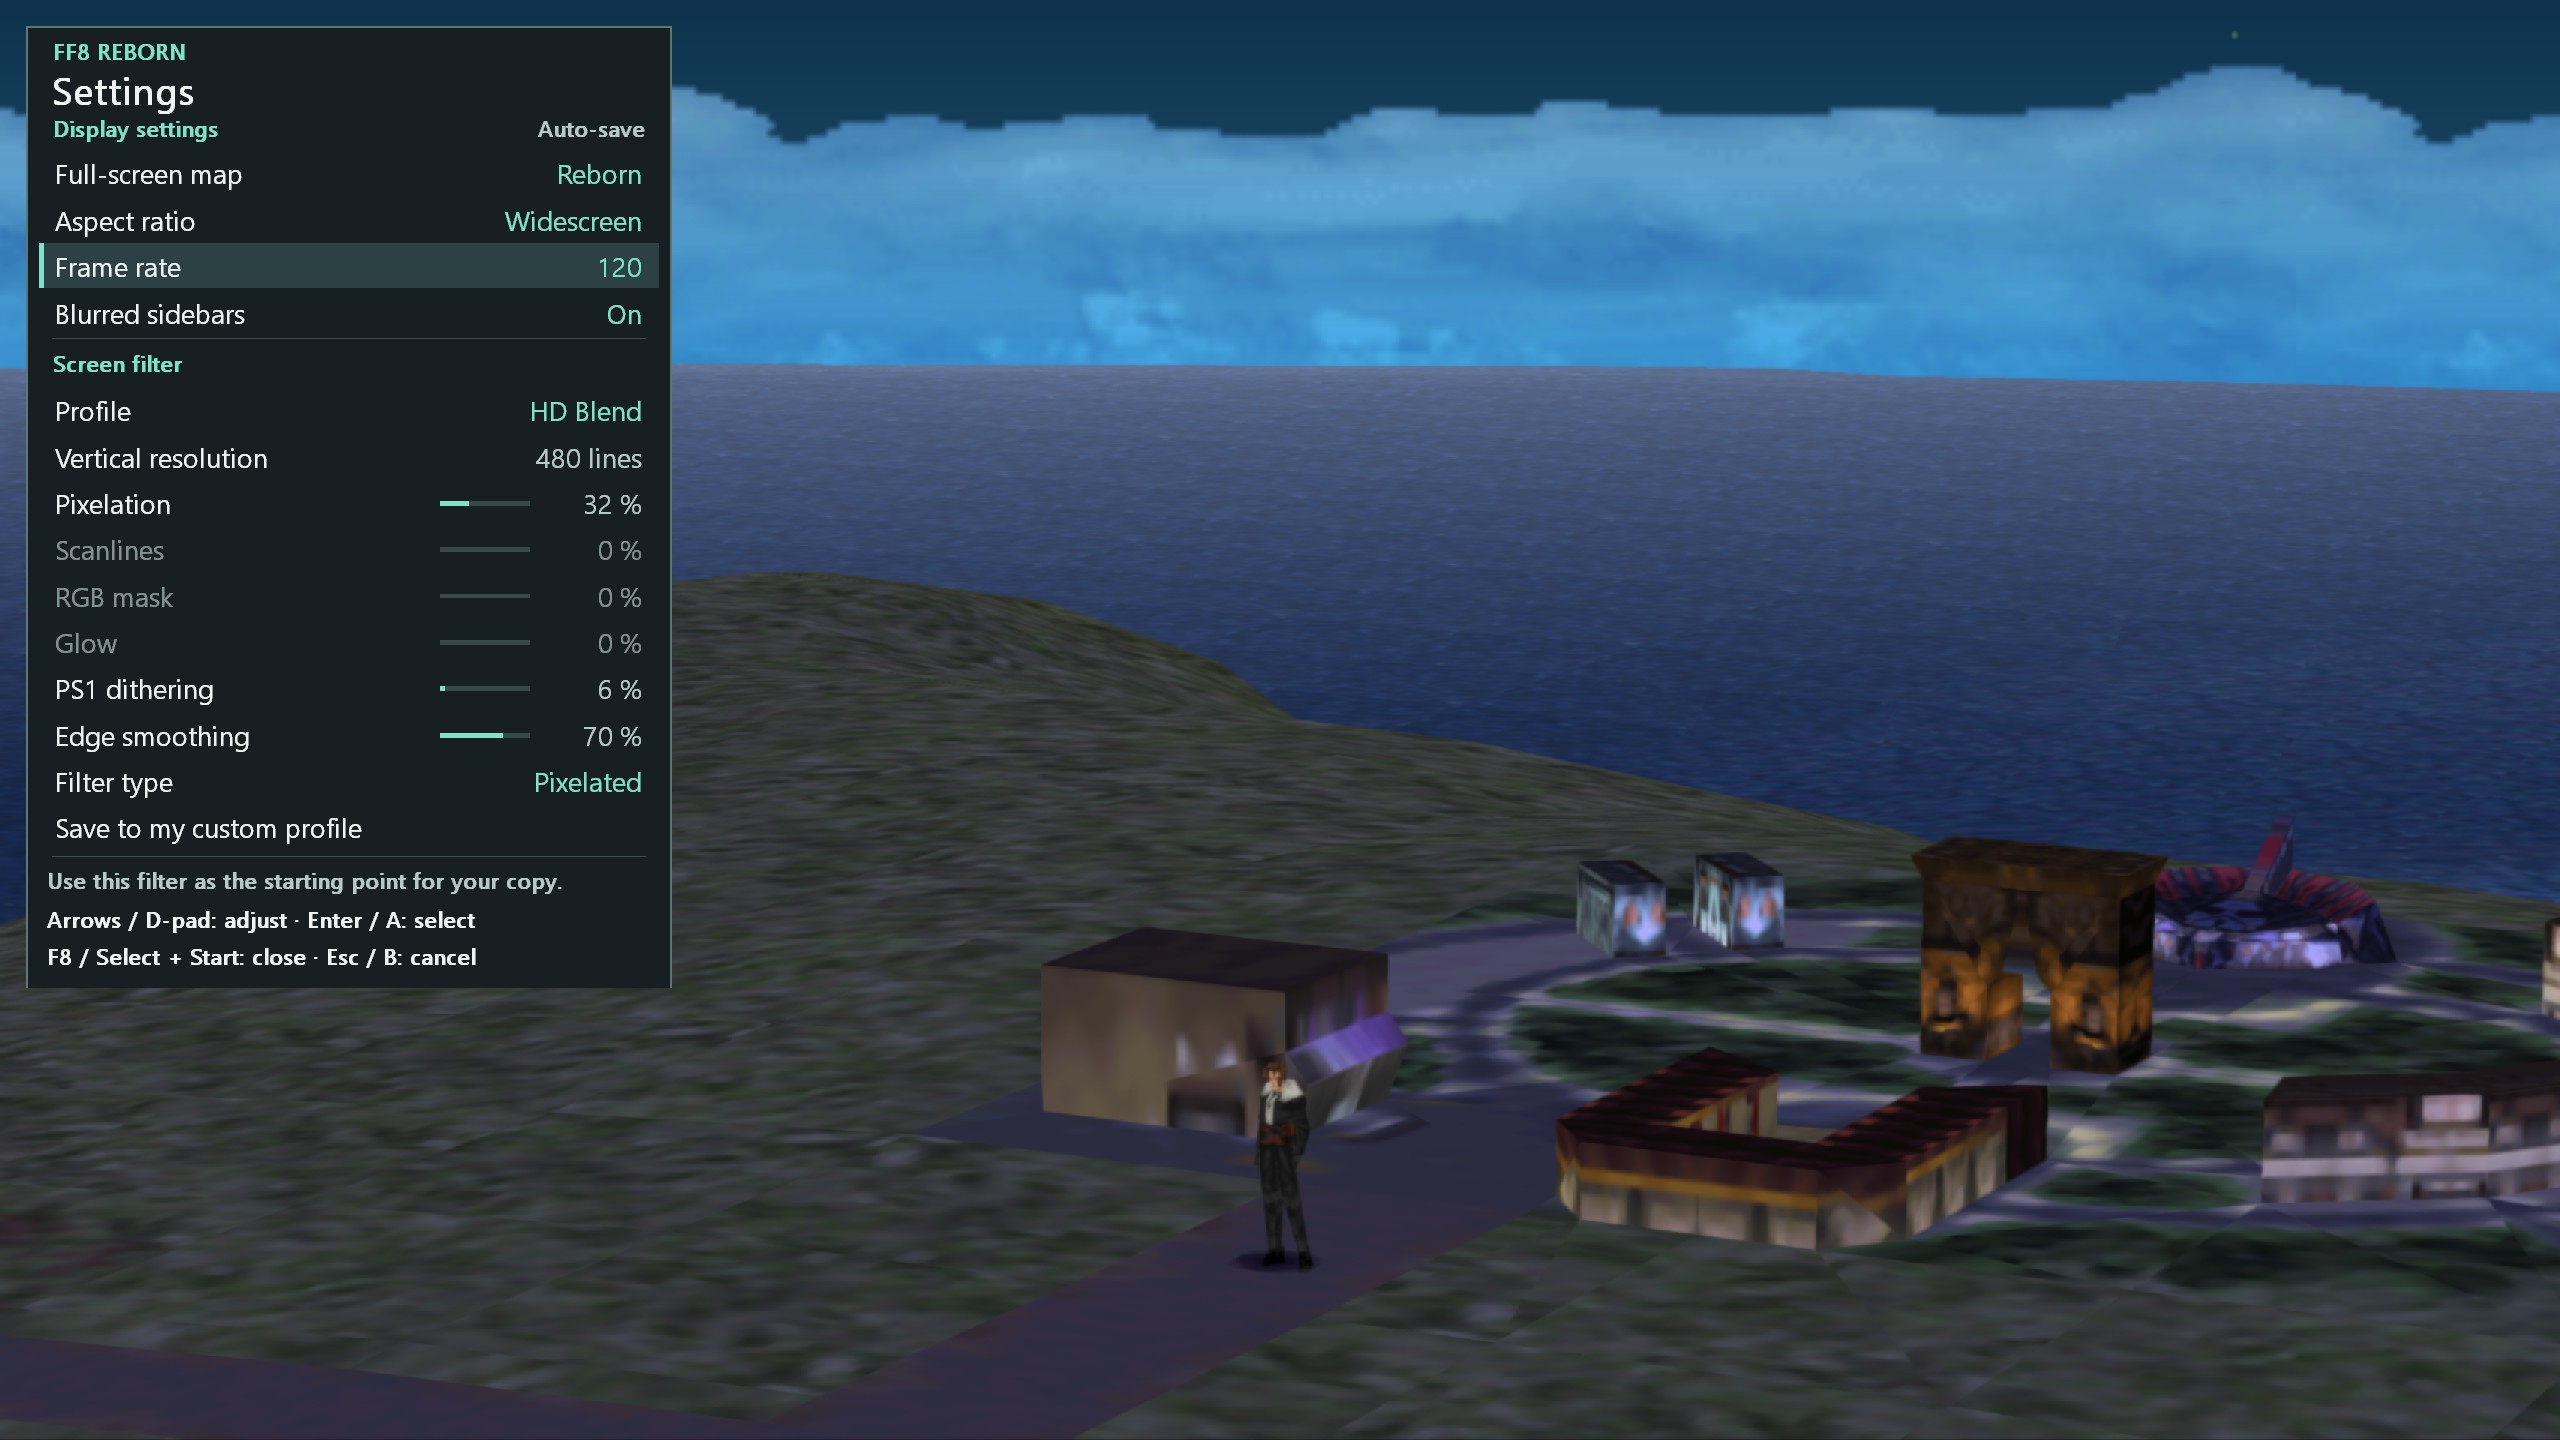 FF8 REBORN
Settings
Display settings Auto-save
Full-screen map Reborn
Aspect ratio Widescreen
Frame rate 120
Blurred sidebars On
Screen filter
Profile HD Blend
Vertical resolution 480 lines
Pixelation 32 %
Scanlines 0 %
RGB mask 0 %
Glow 0 %
PS1 dithering 6 %
Edge smoothing 70 %
Filter type Pixelated
Save to my custom profile
Use this filter as the starting point for your copy.
Arrows / D-pad: adjust · Enter / A: select
F8 / Select + Start: close · Esc / B: cancel